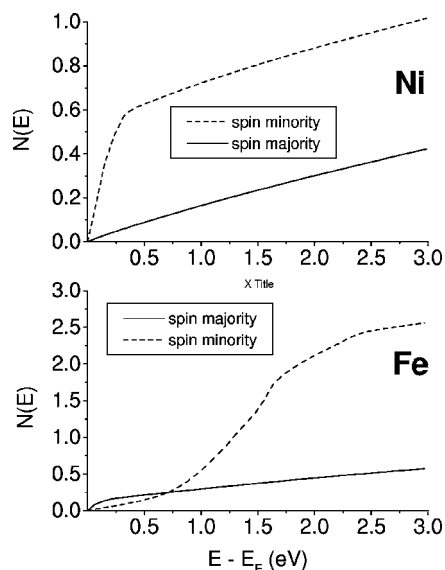 1.0
0.8
0.6
0.4
0.2
0.0
N(E)
Ni
spin minority
spin majority
0.5 1.0 1.5 2.0 2.5 3.0
X Title
3.0
2.5
2.0
1.5
1.0
0.5
0.0
N(E)
spin majority
spin minority
Fe
0.5 1.0 1.5 2.0 2.5 3.0
E - E_F (eV)